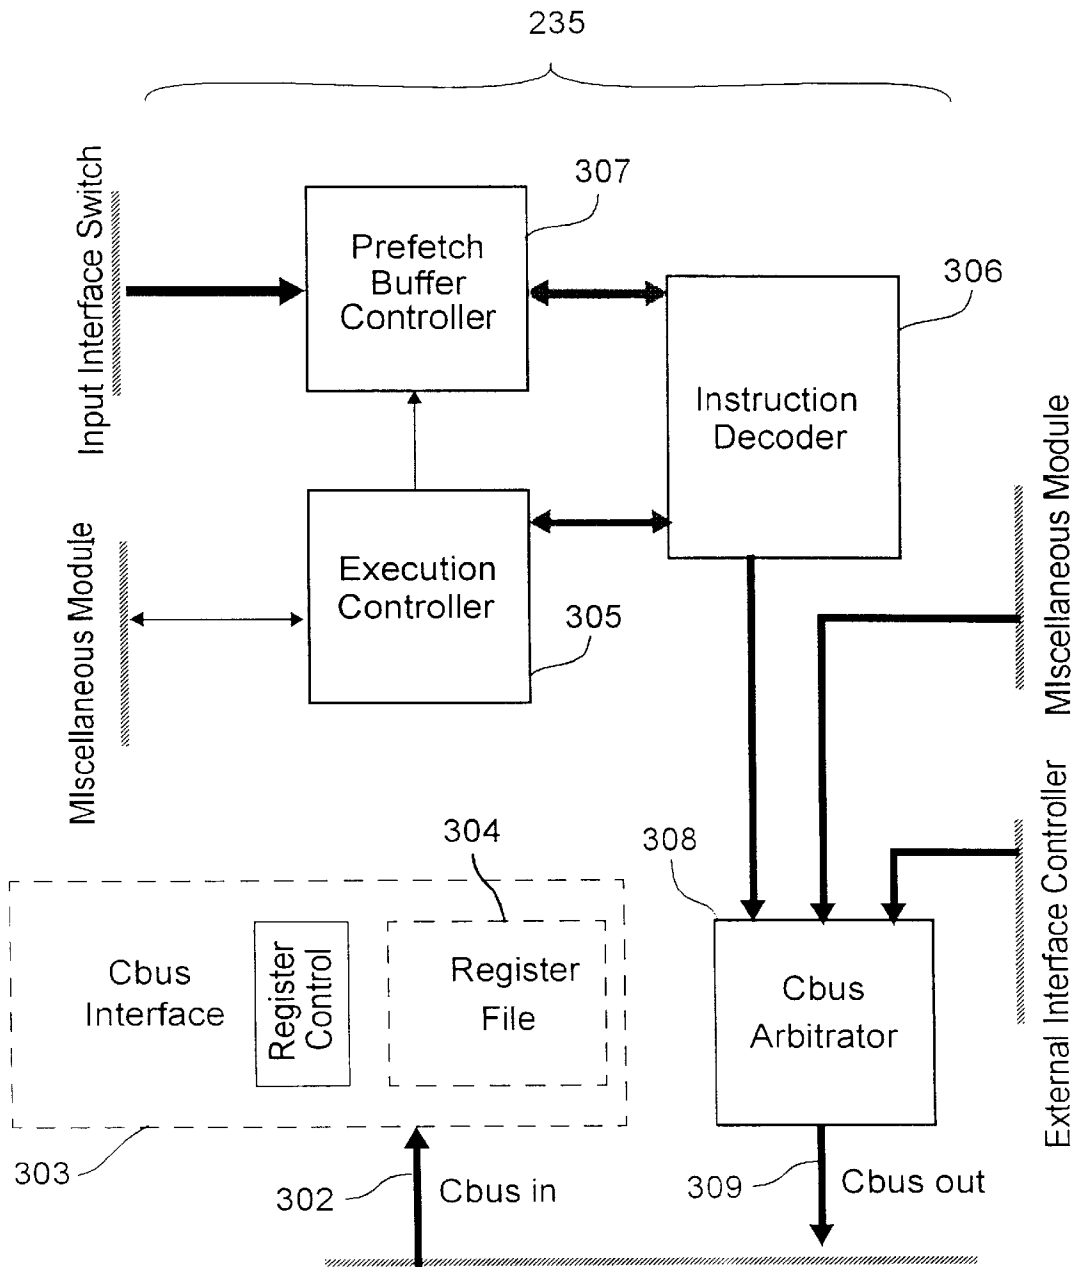 235
307
Input Interface Switch
Prefetch
Buffer
Controller
306
Instruction
Decoder
MIscellaneous Module
MIscellaneous Module
Execution
Controller
305
External Interface Controller
304
308
Cbus
Interface
Register
Control
Register
File
Cbus
Arbitrator
303
302
Cbus in
309
Cbus out